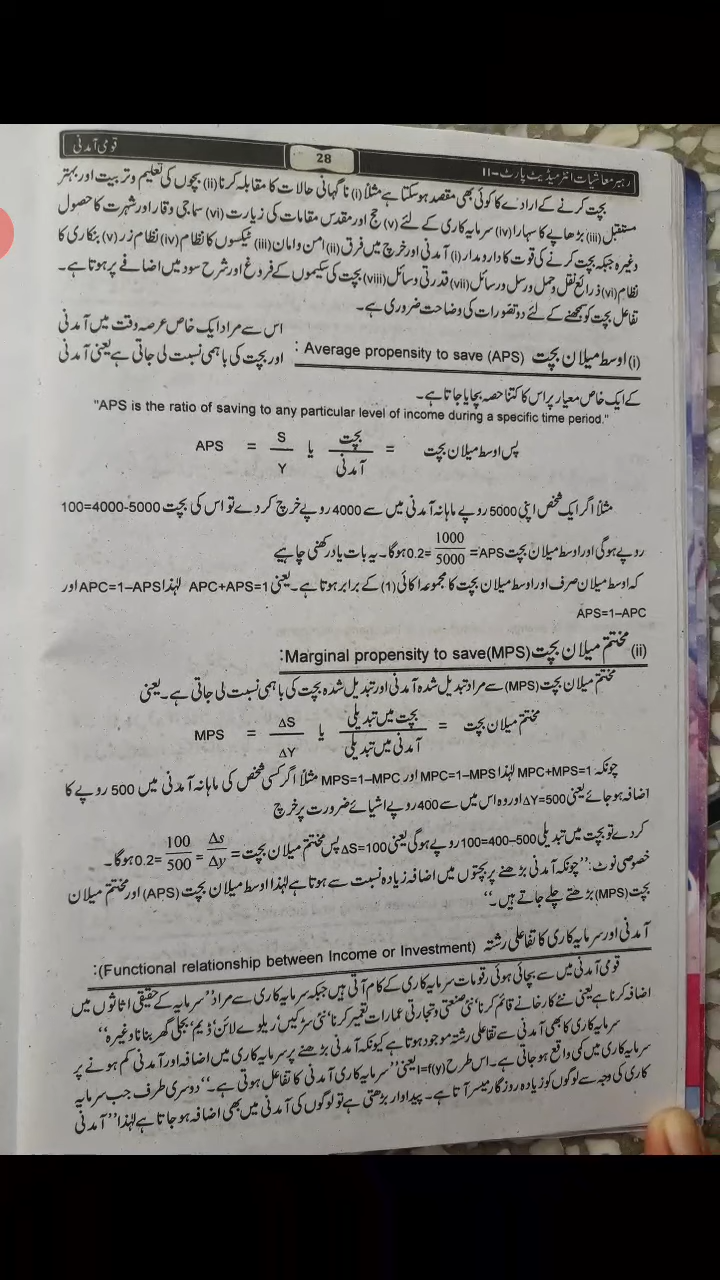 رہبر معاشیات انٹرمیڈیٹ پارٹ-II
28
قومی آمدنی
بچت کرنے کے ارادے کا کوئی بھی مقصد ہوسکتا ہے مثلاً (i) ناگہانی حالات کا مقابلہ کرنا (ii) بچوں کی تعلیم و تربیت اور بہتر
مستقبل (iii) بڑھاپے کا سہارا (iv) سرمایہ کاری کے لئے (v) حج اور مقدس مقامات کی زیارت (vi) سماجی وقار اور شہرت کا حصول
وغیرہ جبکہ بچت کرنے کی قوت کا دارومدار (i) آمدنی اور خرچ میں فرق (ii) امن و امان (iii) ٹیکسوں کا نظام (iv) نظام زر (v) بنکاری کا
نظام (vi) ذرائع نقل و حمل و رسل و رسائل (vii) قدرتی وسائل (viii) بچت کی سکیموں کے فروغ اور شرح سود میں اضافے پر ہوتا ہے۔
تفاعل بچت کو سمجھنے کے لئے دو تصورات کی وضاحت ضروری ہے۔
(i) اوسط میلان بچت Average propensity to save (APS) :
اس سے مراد ایک خاص عرصہ وقت میں آمدنی
اور بچت کی باہمی نسبت لی جاتی ہے یعنی آمدنی
کے ایک خاص معیار پر اس کا کتنا حصہ بچایا جاتا ہے۔
"APS is the ratio of saving to any particular level of income during a specific time period."
پس اوسط میلان بچت = بچت / آمدنی یا APS = S / Y
مثلاً اگر ایک شخص اپنی 5000 روپے ماہانہ آمدنی میں سے 4000 روپے خرچ کردے تو اس کی بچت 100=4000-5000
روپے ہوگی اور اوسط میلان بچت APS = 1000/5000 = 0.2 ہوگا۔ یہ بات یاد رکھنی چاہیے
کہ اوسط میلان صرف اور اوسط میلان بچت کا مجموعہ اکائی (1) کے برابر ہوتا ہے۔ یعنی APC+APS=1 لہٰذا APC=1–APS اور
APS=1–APC
(ii) مختتم میلان بچت Marginal propensity to save(MPS):
مختتم میلان بچت (MPS) سے مراد تبدیل شدہ آمدنی اور تبدیل شدہ بچت کی باہمی نسبت لی جاتی ہے۔ یعنی
مختتم میلان بچت = بچت میں تبدیلی / آمدنی میں تبدیلی یا MPS = ΔS / ΔY
چونکہ MPC+MPS=1 لہٰذا MPC=1–MPS اور MPS=1–MPC مثلاً اگر کسی شخص کی ماہانہ آمدنی میں 500 روپے کا
اضافہ ہو جائے یعنی ΔY=500 اور وہ اس میں سے 400 روپے اشیائے ضرورت پر خرچ
کردے تو بچت میں تبدیلی 100=400–500 روپے ہوگی یعنی ΔS=100 پس مختتم میلان بچت = Δs/Δy = 100/500 = 0.2 ہوگا۔
خصوصی نوٹ: ’’چونکہ آمدنی بڑھنے پر بچتوں میں اضافہ زیادہ نسبت سے ہوتا ہے لہٰذا اوسط میلان بچت (APS) اور مختتم میلان
بچت (MPS) بڑھتے چلے جاتے ہیں۔‘‘
آمدنی اور سرمایہ کاری کا تفاعلی رشتہ (Functional relationship between Income or Investment):
قومی آمدنی میں سے بچائی ہوئی رقومات سرمایہ کاری کے کام آتی ہیں جبکہ سرمایہ کاری سے مراد ’’سرمایہ کے حقیقی اثاثوں میں
اضافہ کرنا ہے یعنی نئے کارخانے قائم کرنا‘ نئی صنعتی و تجارتی عمارات تعمیر کرنا‘ نئی سڑکیں‘ ریلوے لائن‘ ڈیم‘ بجلی گھر بنانا وغیرہ‘‘
سرمایہ کاری کا بھی آمدنی سے تفاعلی رشتہ موجود ہوتا ہے کیونکہ آمدنی بڑھنے پر سرمایہ کاری میں اضافہ اور آمدنی کم ہونے پر
سرمایہ کاری میں کمی واقع ہو جاتی ہے۔ اس طرح I=f(y) یعنی ’’سرمایہ کاری آمدنی کا تفاعل ہوتی ہے۔‘‘ دوسری طرف جب سرمایہ
کاری کی وجہ سے لوگوں کو زیادہ روزگار میسر آتا ہے۔ پیداوار بڑھتی ہے تو لوگوں کی آمدنی میں بھی اضافہ ہو جاتا ہے لہٰذا ’’آمدنی